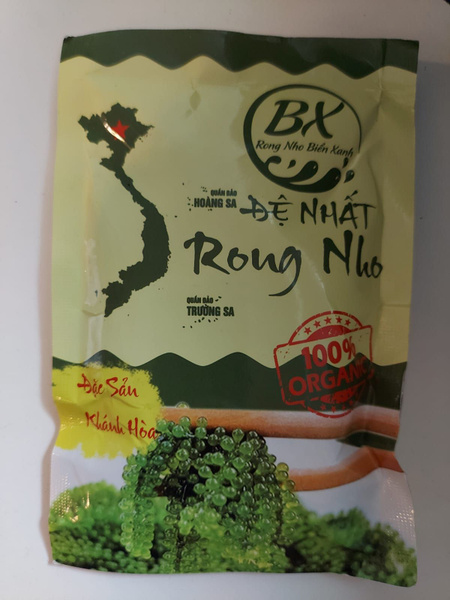 BX
Rong Nho Biển Xanh
QUẦN ĐẢO
HOÀNG SA
ĐỆ NHẤT
Rong Nho
QUẦN ĐẢO
TRƯỜNG SA
100%
ORGANIC
Đặc Sản
Khánh Hòa